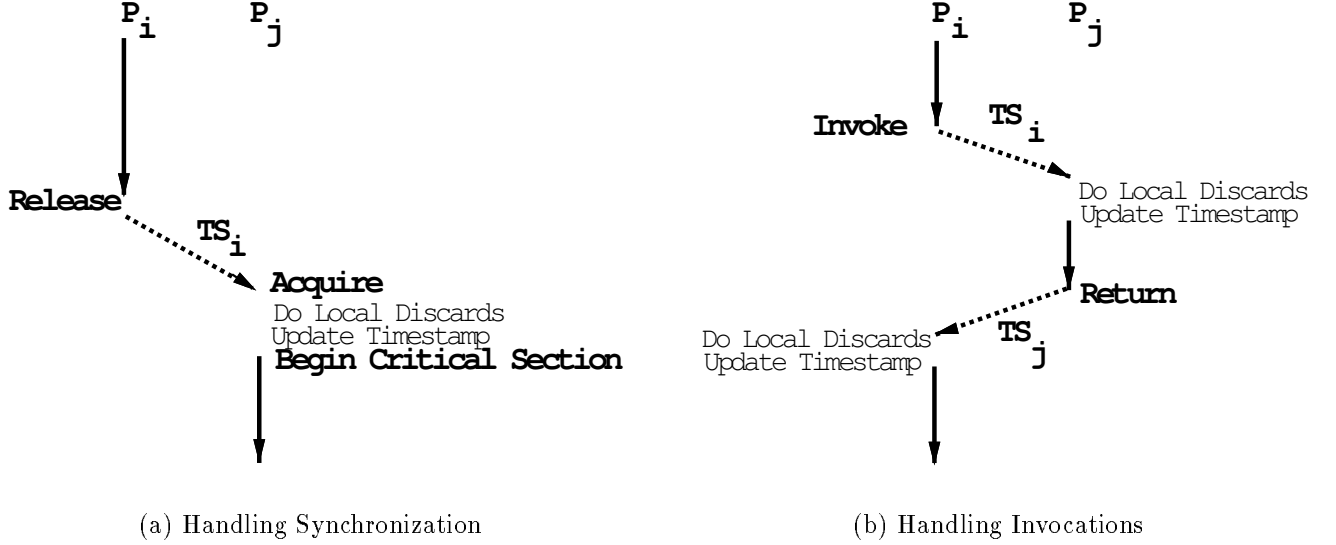 P_i P_j
Release
TS_i
Acquire
Do Local Discards
Update Timestamp
Begin Critical Section
(a) Handling Synchronization
P_i P_j
Invoke
TS_i
Do Local Discards
Update Timestamp
Return
TS_j
Do Local Discards
Update Timestamp
(b) Handling Invocations